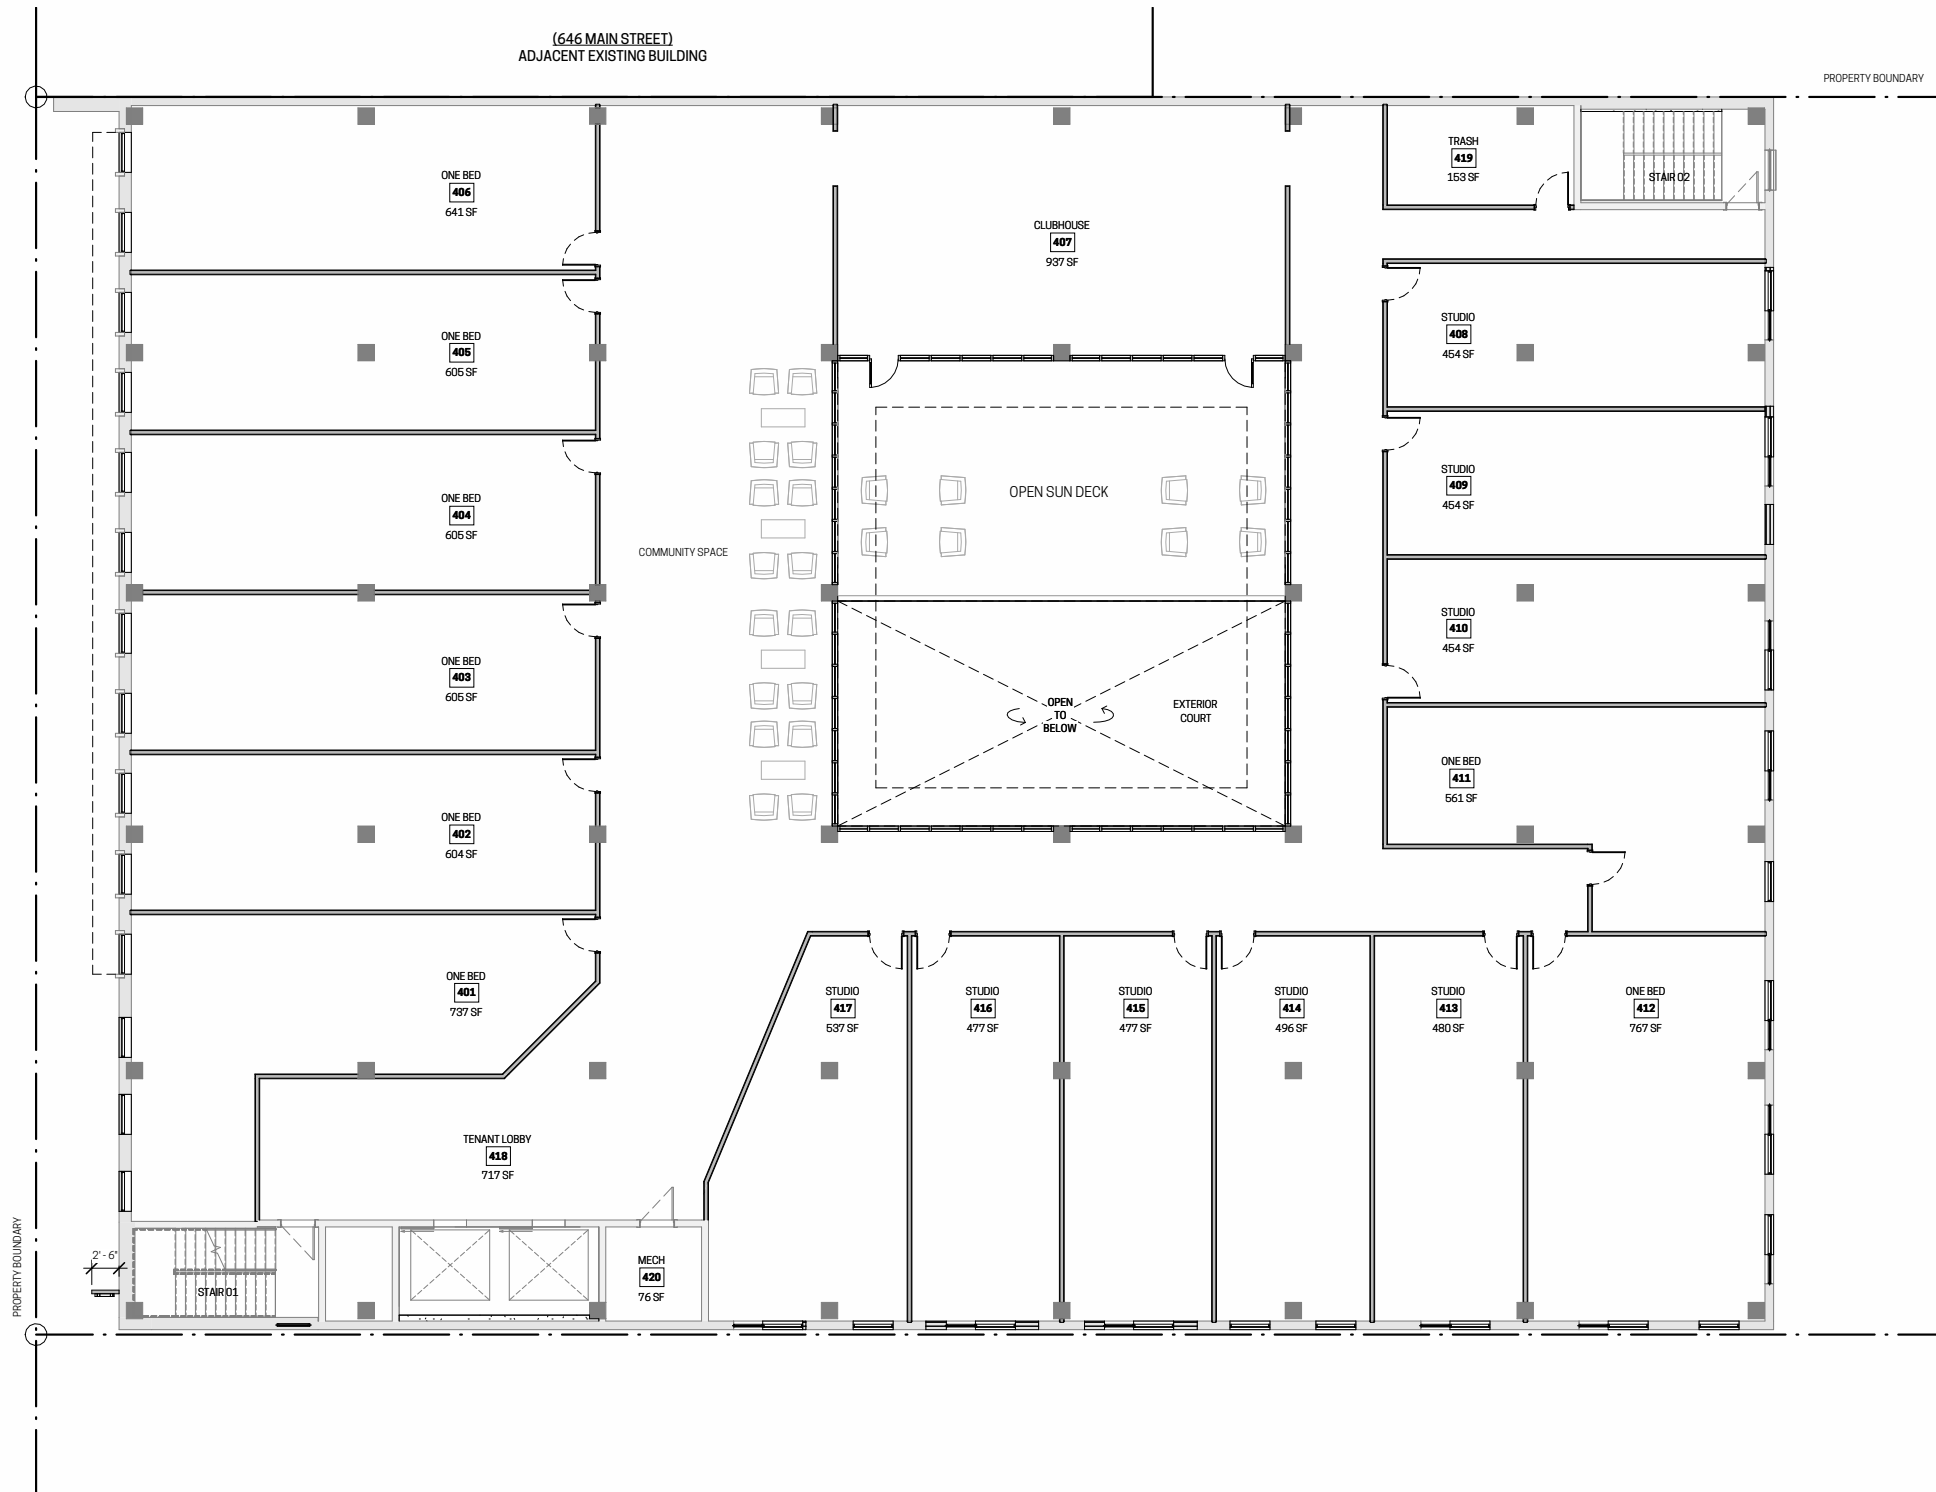 (646 MAIN STREET)
ADJACENT EXISTING BUILDING
PROPERTY BOUNDARY
ONE BED
406
641 SF
CLUBHOUSE
407
937 SF
TRASH
419
153 SF
STAIR 02
ONE BED
405
605 SF
STUDIO
408
454 SF
ONE BED
404
605 SF
COMMUNITY SPACE
OPEN SUN DECK
STUDIO
409
454 SF
ONE BED
403
605 SF
OPEN
TO
BELOW
EXTERIOR
COURT
STUDIO
410
454 SF
ONE BED
402
604 SF
ONE BED
411
561 SF
ONE BED
401
737 SF
STUDIO
417
537 SF
STUDIO
416
477 SF
STUDIO
415
477 SF
STUDIO
414
496 SF
STUDIO
413
480 SF
ONE BED
412
767 SF
TENANT LOBBY
418
717 SF
MECH
420
76 SF
STAIR 01
2' - 6"
PROPERTY BOUNDARY